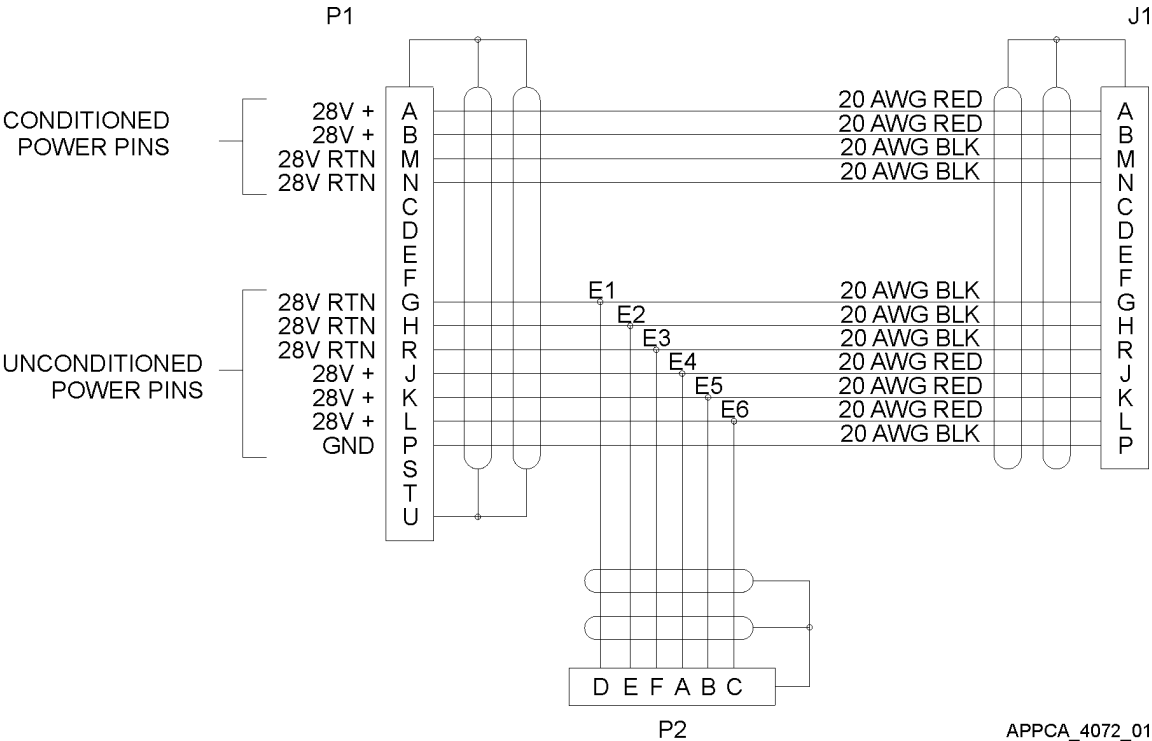 P1 J1
CONDITIONED
POWER PINS
28V + A 20 AWG RED A
28V + B 20 AWG RED B
28V RTN M 20 AWG BLK M
28V RTN N 20 AWG BLK N
C C
D D
E E
F F
UNCONDITIONED
POWER PINS
28V RTN G E1 20 AWG BLK G
28V RTN H E2 20 AWG BLK H
28V RTN R E3 20 AWG BLK R
28V + J E4 20 AWG RED J
28V + K E5 20 AWG RED K
28V + L E6 20 AWG RED L
GND P 20 AWG BLK P
S
T
U
D E F A B C
P2
APPCA_4072_01